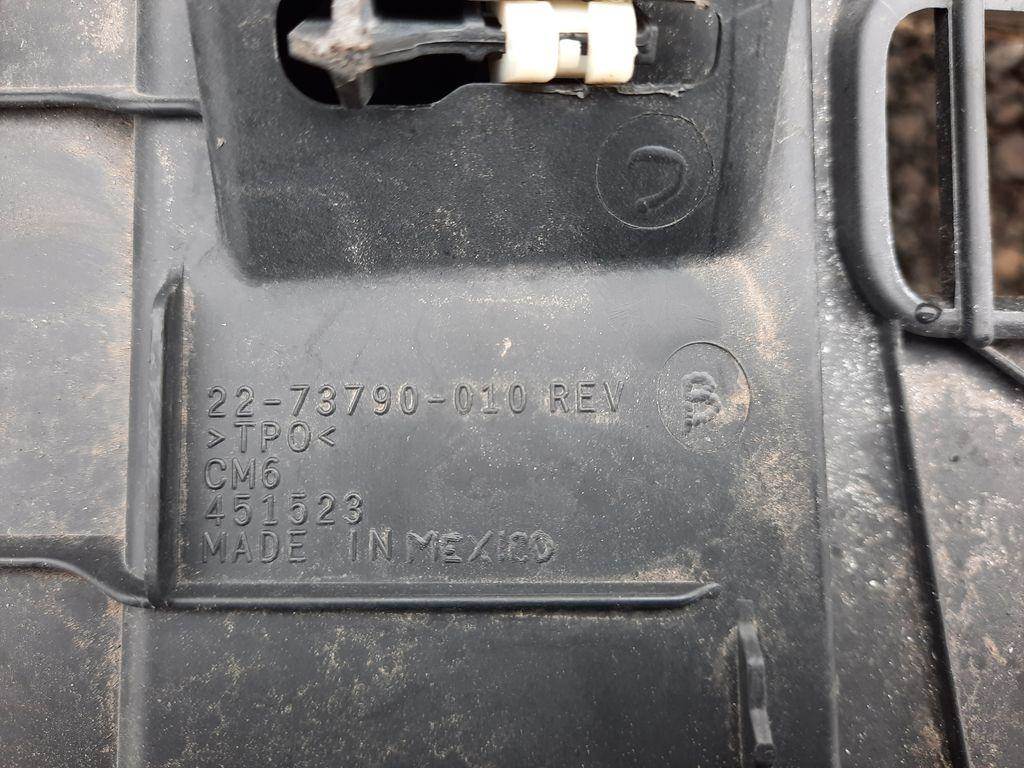 22-73790-010 REV
>TPO<
CM6
451523
MADE IN MEXICO